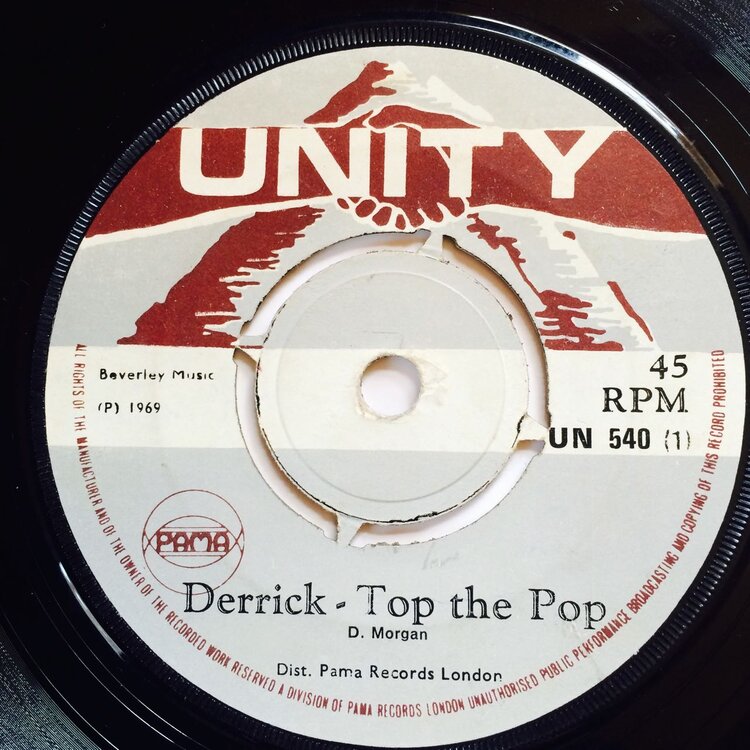 UNITY
45
RPM
UN 540 (1)
Beverley Music
(P) 1969
PAMA
Derrick - Top the Pop
D. Morgan
Dist. Pama Records London
ALL RIGHTS OF THE MANUFACTURER AND OF THE OWNER OF THE RECORDED WORK RESERVED A DIVISION OF PAMA RECORDS LONDON UNAUTHORISED PUBLIC PERFORMANCE BROADCASTING AND COPYING OF THIS RECORD PROHIBITED